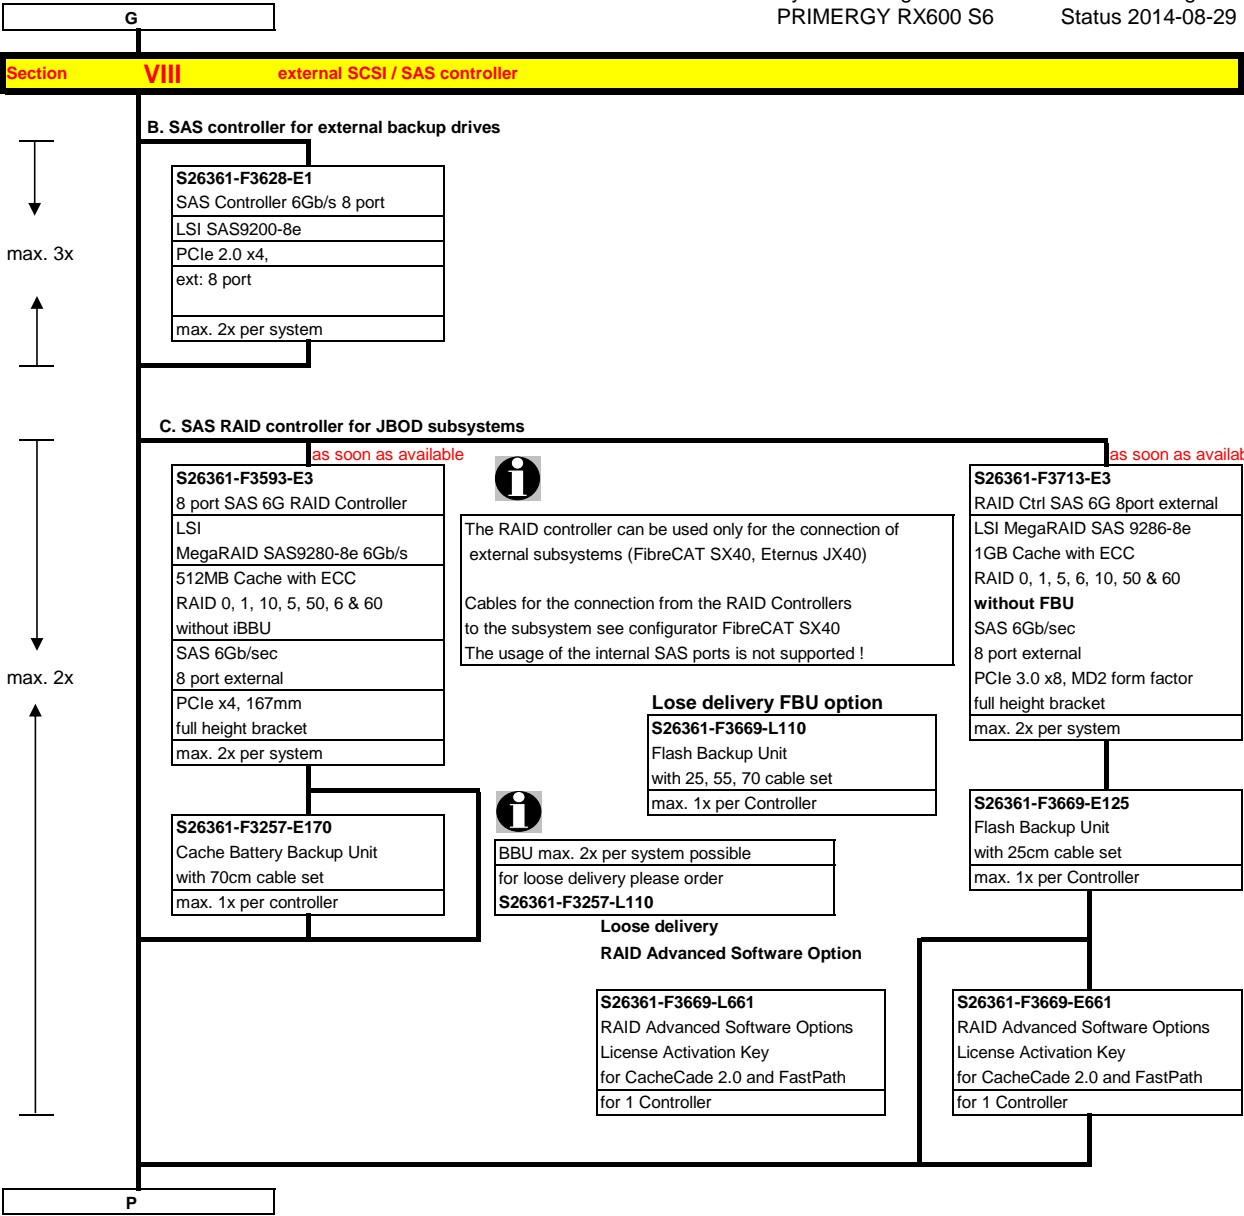 PRIMERGY RX600 S6 Status 2014-08-29
G
Section VIII external SCSI / SAS controller
B. SAS controller for external backup drives
S26361-F3628-E1
SAS Controller 6Gb/s 8 port
LSI SAS9200-8e
PCIe 2.0 x4,
ext: 8 port
max. 2x per system
max. 3x
C. SAS RAID controller for JBOD subsystems
as soon as available
S26361-F3593-E3
8 port SAS 6G RAID Controller
LSI
MegaRAID SAS9280-8e 6Gb/s
512MB Cache with ECC
RAID 0, 1, 10, 5, 50, 6 & 60
without iBBU
SAS 6Gb/sec
8 port external
PCIe x4, 167mm
full height bracket
max. 2x per system
max. 2x
The RAID controller can be used only for the connection of
external subsystems (FibreCAT SX40, Eternus JX40)
Cables for the connection from the RAID Controllers
to the subsystem see configurator FibreCAT SX40
The usage of the internal SAS ports is not supported !
as soon as availab
S26361-F3713-E3
RAID Ctrl SAS 6G 8port external
LSI MegaRAID SAS 9286-8e
1GB Cache with ECC
RAID 0, 1, 5, 6, 10, 50 & 60
without FBU
SAS 6Gb/sec
8 port external
PCIe 3.0 x8, MD2 form factor
full height bracket
max. 2x per system
Lose delivery FBU option
S26361-F3669-L110
Flash Backup Unit
with 25, 55, 70 cable set
max. 1x per Controller
S26361-F3257-E170
Cache Battery Backup Unit
with 70cm cable set
max. 1x per controller
BBU max. 2x per system possible
for loose delivery please order
S26361-F3257-L110
S26361-F3669-E125
Flash Backup Unit
with 25cm cable set
max. 1x per Controller
Loose delivery
RAID Advanced Software Option
S26361-F3669-L661
RAID Advanced Software Options
License Activation Key
for CacheCade 2.0 and FastPath
for 1 Controller
S26361-F3669-E661
RAID Advanced Software Options
License Activation Key
for CacheCade 2.0 and FastPath
for 1 Controller
P